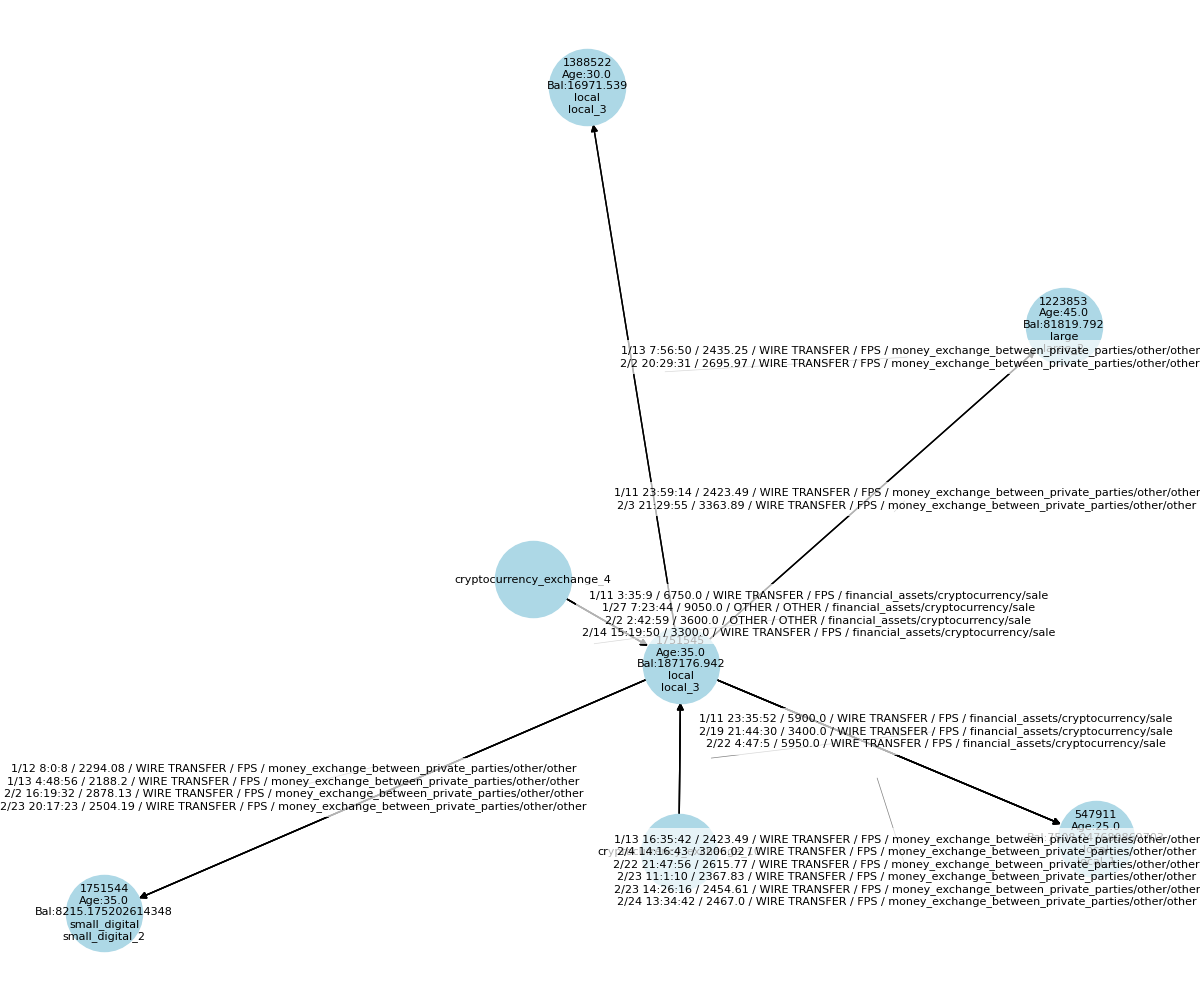 1388522
Age:30.0
Bal:16971.539
local
local_3
1223853
Age:45.0
Bal:81819.792
large
1/13 7:56:50 / 2435.25 / WIRE TRANSFER / FPS / money_exchange_between_private_parties/other/other
2/2 20:29:31 / 2695.97 / WIRE TRANSFER / FPS / money_exchange_between_private_parties/other/other
1/11 23:59:14 / 2423.49 / WIRE TRANSFER / FPS / money_exchange_between_private_parties/other/other
2/3 21:29:55 / 3363.89 / WIRE TRANSFER / FPS / money_exchange_between_private_parties/other/other
cryptocurrency_exchange_4
1/11 3:35:9 / 6750.0 / WIRE TRANSFER / FPS / financial_assets/cryptocurrency/sale
1/27 7:23:44 / 9050.0 / OTHER / OTHER / financial_assets/cryptocurrency/sale
2/2 2:42:59 / 3600.0 / OTHER / OTHER / financial_assets/cryptocurrency/sale
2/14 15:19:50 / 3300.0 / WIRE TRANSFER / FPS / financial_assets/cryptocurrency/sale
1751545
Age:35.0
Bal:187176.942
local
local_3
1/11 23:35:52 / 5900.0 / WIRE TRANSFER / FPS / financial_assets/cryptocurrency/sale
2/19 21:44:30 / 3400.0 / WIRE TRANSFER / FPS / financial_assets/cryptocurrency/sale
2/22 4:47:5 / 5950.0 / WIRE TRANSFER / FPS / financial_assets/cryptocurrency/sale
1/12 8:0:8 / 2294.08 / WIRE TRANSFER / FPS / money_exchange_between_private_parties/other/other
1/13 4:48:56 / 2188.2 / WIRE TRANSFER / FPS / money_exchange_between_private_parties/other/other
2/2 16:19:32 / 2878.13 / WIRE TRANSFER / FPS / money_exchange_between_private_parties/other/other
2/23 20:17:23 / 2504.19 / WIRE TRANSFER / FPS / money_exchange_between_private_parties/other/other
547911
Age:25.0
1/13 16:35:42 / 2423.49 / WIRE TRANSFER / FPS / money_exchange_between_private_parties/other/other
2/4 14:16:43 / 3206.02 / WIRE TRANSFER / FPS / money_exchange_between_private_parties/other/other
2/22 21:47:56 / 2615.77 / WIRE TRANSFER / FPS / money_exchange_between_private_parties/other/other
2/23 11:1:10 / 2367.83 / WIRE TRANSFER / FPS / money_exchange_between_private_parties/other/other
2/23 14:26:16 / 2454.61 / WIRE TRANSFER / FPS / money_exchange_between_private_parties/other/other
2/24 13:34:42 / 2467.0 / WIRE TRANSFER / FPS / money_exchange_between_private_parties/other/other
1751544
Age:35.0
Bal:8215.175202614348
small_digital
small_digital_2